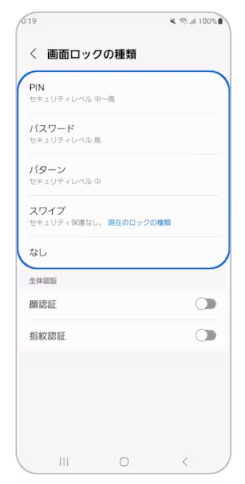 0:19 100%
く 画面ロックの種類
PIN
セキュリティレベル 中～高
パスワード
セキュリティレベル 高
パターン
セキュリティレベル 中
スワイプ
セキュリティ保護なし、現在のロックの種類
なし
生体認証
顔認証
指紋認証